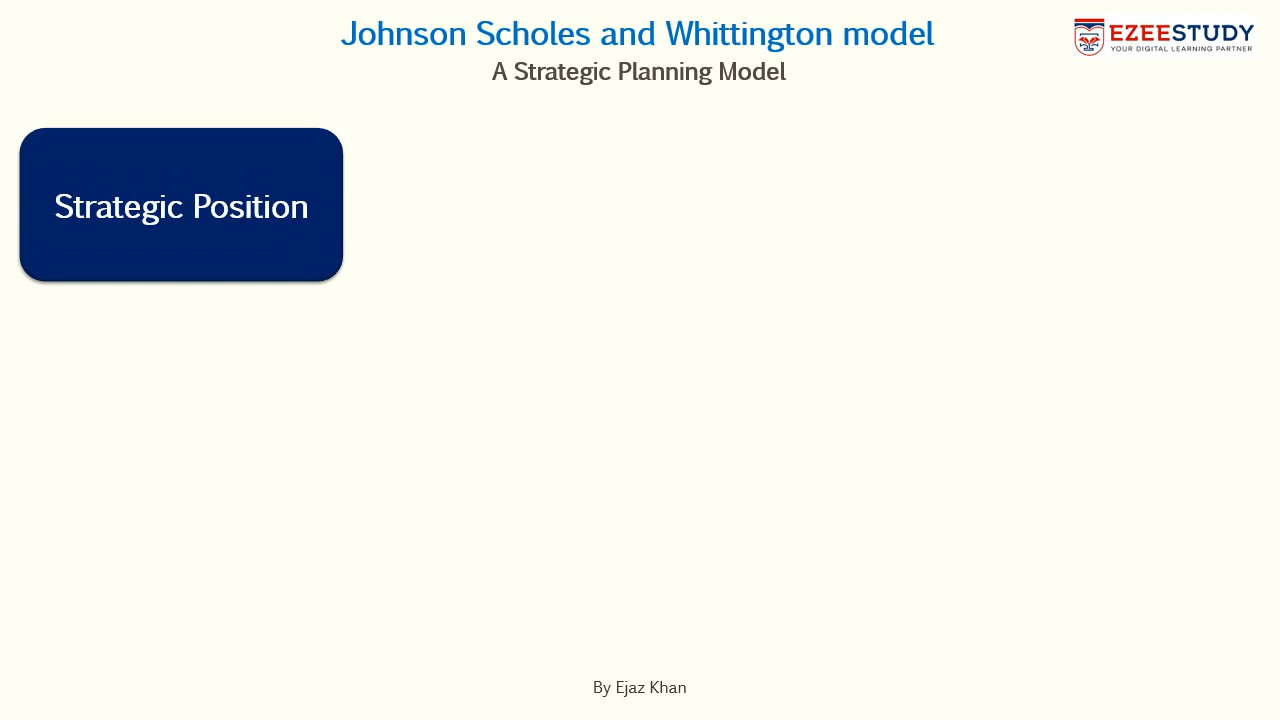 Johnson Scholes and Whittington model
A Strategic Planning Model
EZEESTUDY
YOUR DIGITAL LEARNING PARTNER
Strategic Position
By Ejaz Khan